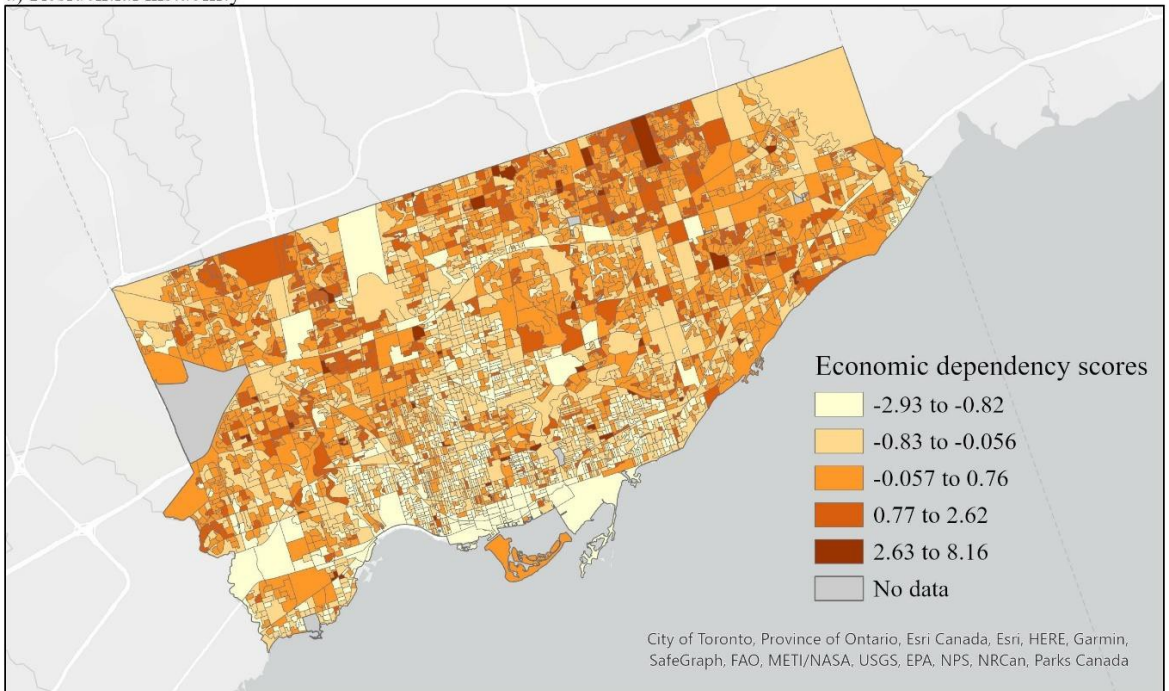 Economic dependency scores
-2.93 to -0.82
-0.83 to -0.056
-0.057 to 0.76
0.77 to 2.62
2.63 to 8.16
No data
City of Toronto, Province of Ontario, Esri Canada, Esri, HERE, Garmin,
SafeGraph, FAO, METI/NASA, USGS, EPA, NPS, NRCan, Parks Canada